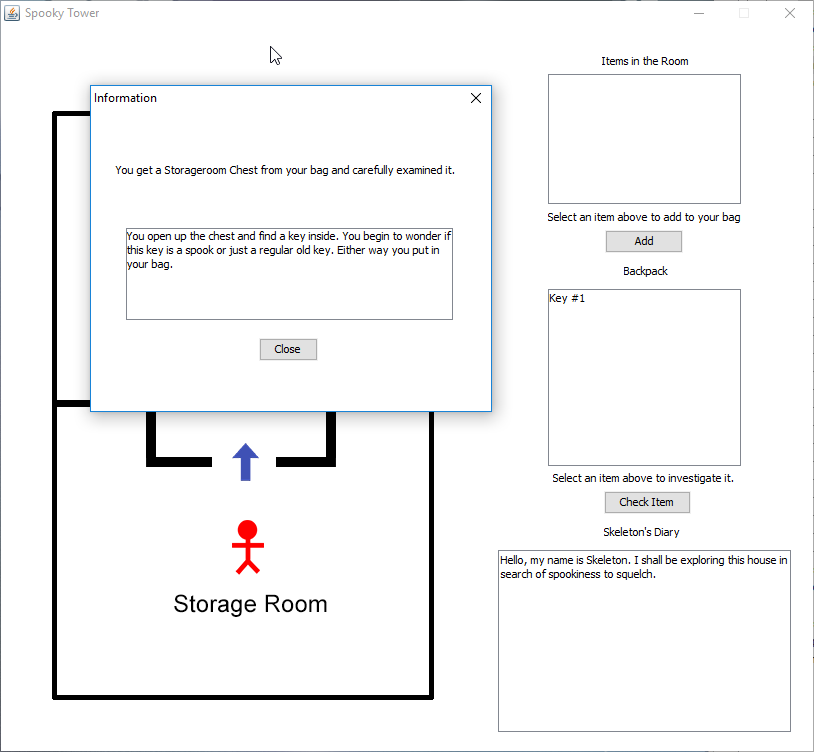 Spooky Tower
Information
You get a Storageroom Chest from your bag and carefully examined it.
You open up the chest and find a key inside. You begin to wonder if
this key is a spook or just a regular old key. Either way you put in
your bag.
Close
Storage Room
Items in the Room
Select an item above to add to your bag
Add
Backpack
Key #1
Select an item above to investigate it.
Check Item
Skeleton's Diary
Hello, my name is Skeleton. I shall be exploring this house in
search of spookiness to squelch.